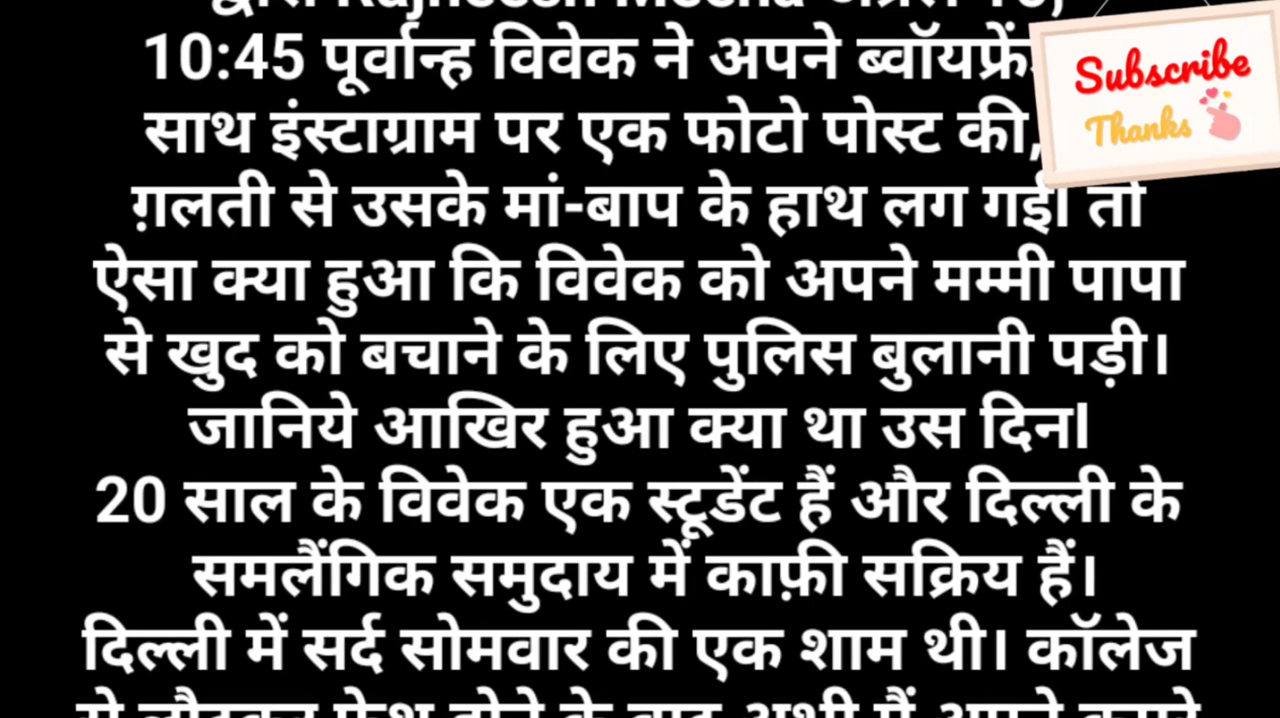 10:45 पूर्वान्ह विवेक ने अपने
साथ इंस्टाग्राम पर एक फोटो पोस्ट की,
ग़लती से उसके मां-बाप के हाथ लग गई। तो
ऐसा क्या हुआ कि विवेक को अपने मम्मी पापा
से खुद को बचाने के लिए पुलिस बुलानी पड़ी।
जानिये आखिर हुआ क्या था उस दिन।
20 साल के विवेक एक स्टूडेंट हैं और दिल्ली के
समलैंगिक समुदाय में काफ़ी सक्रिय हैं।
दिल्ली में सर्द सोमवार की एक शाम थी। कॉलेज
Subscribe
Thanks